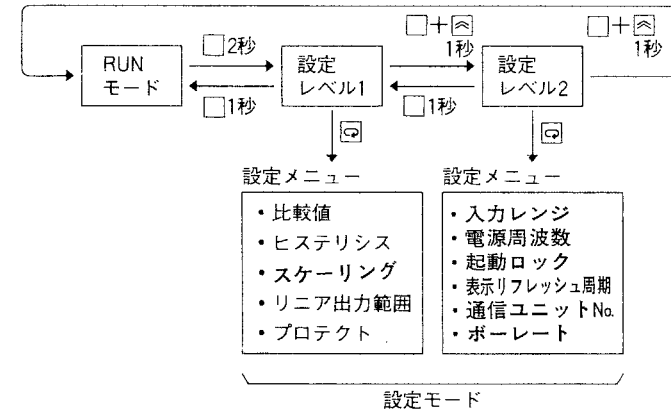 □+
1秒
□+
1秒
RUN
モード
□2秒
□1秒
設定
レベル1
□1秒
設定
レベル2
設定メニュー
・比較値
・ヒステリシス
・スケーリング
・リニア出力範囲
・プロテクト
設定メニュー
・入力レンジ
・電源周波数
・起動ロック
・表示リフレッシュ周期
・通信ユニットNo.
・ボーレート
設定モード